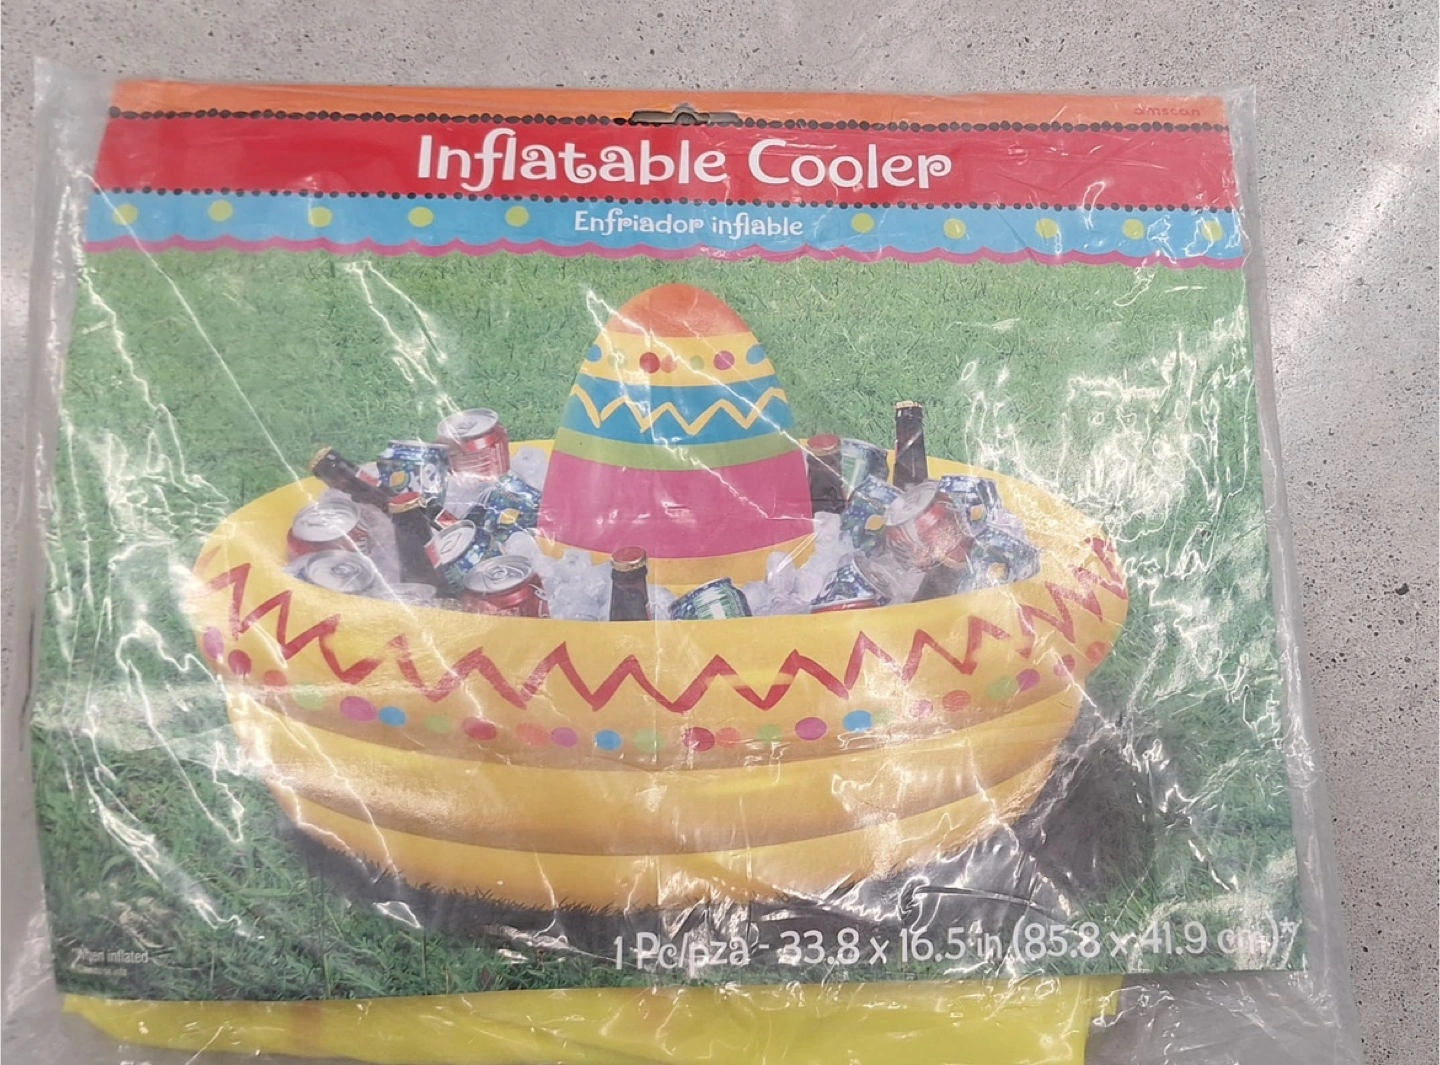 amscan
Inflatable Cooler
Enfriador inflable
1 Pc/pza - 33.8 x 16.5 in (85.8 x 41.9 cm)*
*When inflated